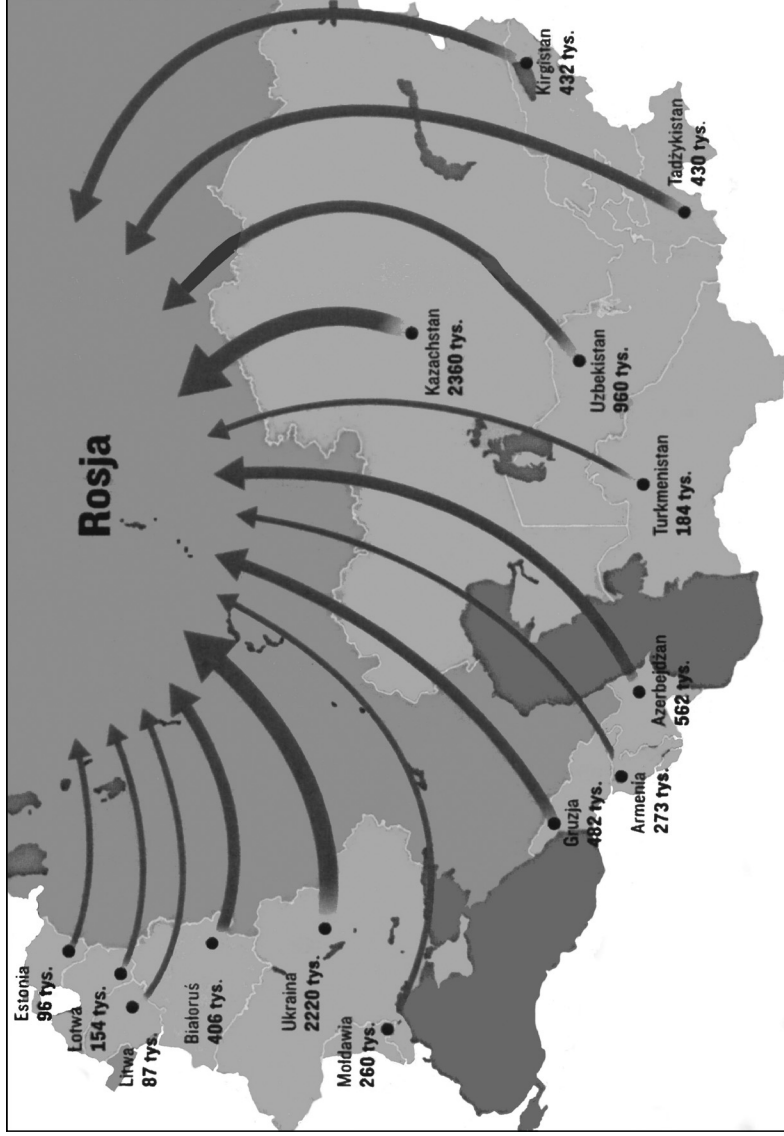 Rosja
Estonia
96 tys.
Łotwa
154 tys.
Litwa
87 tys.
Białoruś
406 tys.
Ukraina
2220 tys.
Mołdawia
260 tys.
Gruzja
482 tys.
Armenia
273 tys.
Azerbejdżan
562 tys.
Turkmenistan
184 tys.
Uzbekistan
960 tys.
Kazachstan
2360 tys.
Tadżykistan
430 tys.
Kirgistan
432 tys.